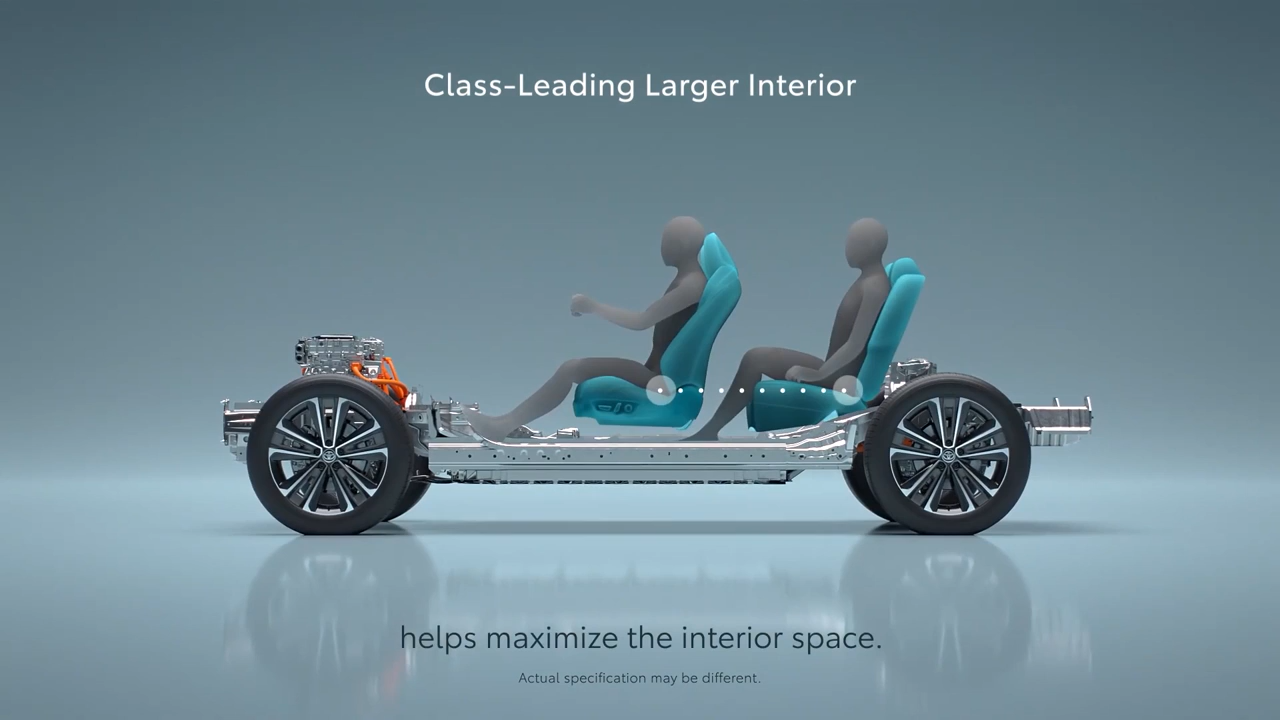 Class-Leading Larger Interior
helps maximize the interior space.
Actual specification may be different.